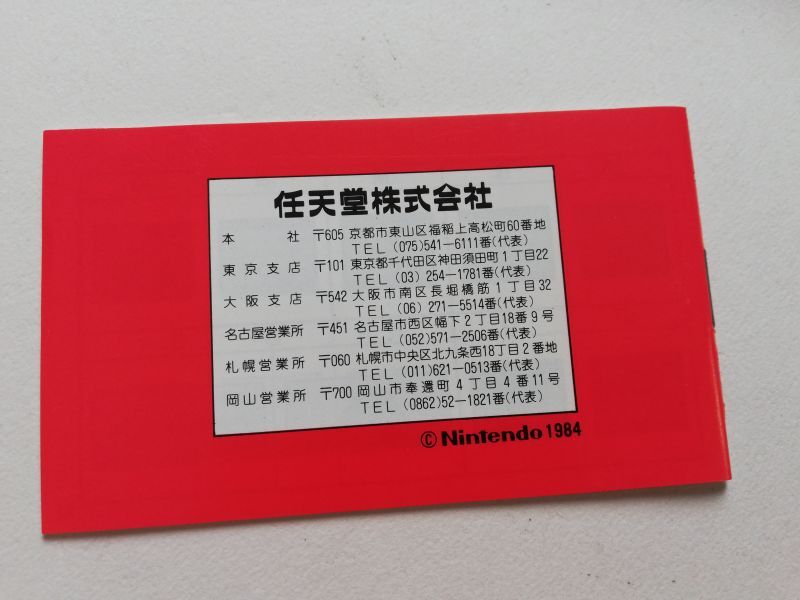 任天堂株式会社
本社 〒605 京都市東山区福稲上高松町60番地
TEL (075)541−6111番(代表)
東京支店 〒101 東京都千代田区神田須田町1丁目22
TEL (03) 254−1781番(代表)
大阪支店 〒542 大阪市南区長堀橋筋1丁目32
TEL (06) 271−5514番(代表)
名古屋営業所 〒451 名古屋市西区幅下2丁目18番9号
TEL (052)571−2506番(代表)
札幌営業所 〒060 札幌市中央区北九条西18丁目2番地
TEL (011)621−0513番(代表)
岡山営業所 〒700 岡山市奉還町4丁目4番11号
TEL (0862)52−1821番(代表)
©Nintendo 1984